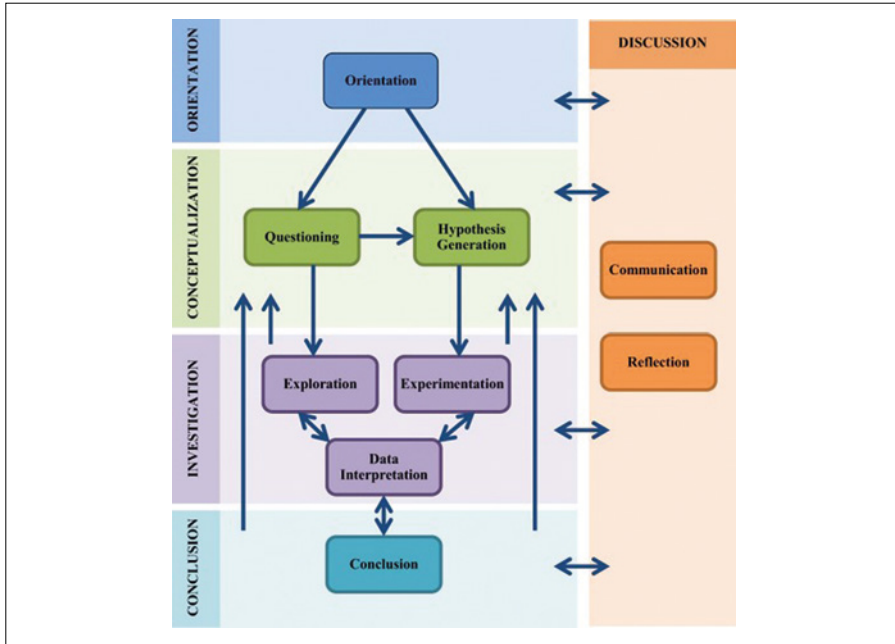 ORIENTATION
Orientation
CONCEPTUALIZATION
Questioning
Hypothesis
Generation
INVESTIGATION
Exploration
Experimentation
Data
Interpretation
CONCLUSION
Conclusion
DISCUSSION
Communication
Reflection